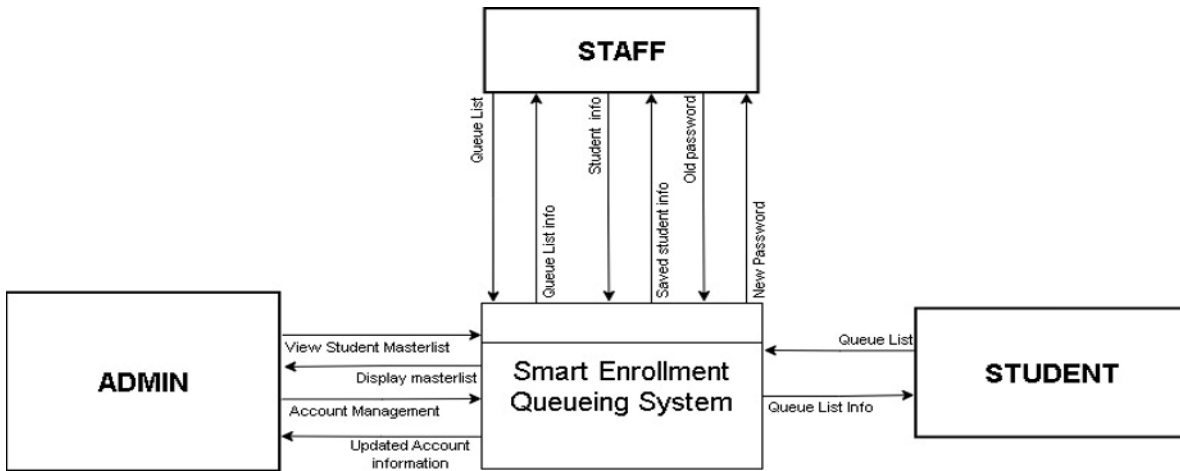 STAFF
Queue List
Queue List info
Student info
Saved student info
Old password
New Password
ADMIN
View Student Masterlist
Display masterlist
Account Management
Updated Account
information
Smart Enrollment
Queueing System
Queue List
Queue List Info
STUDENT